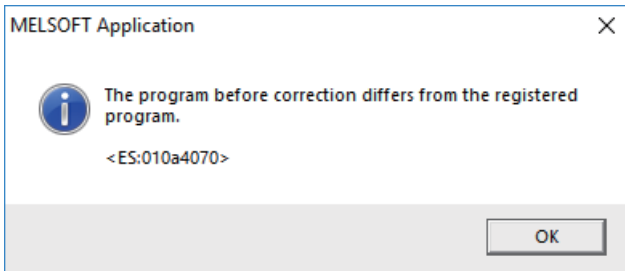 MELSOFT Application
The program before correction differs from the registered
program.
<ES:010a4070>
OK